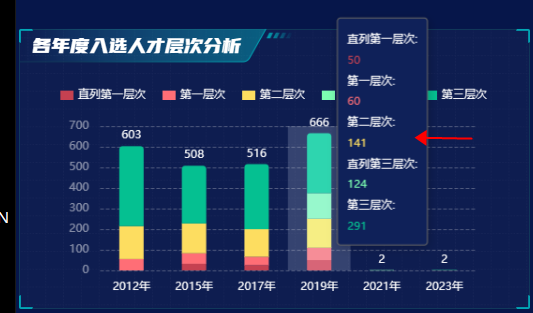 各年度入选人才层次分析
直列第一层次
第一层次
第二层次
第三层次
直列第一层次:
50
第一层次:
60
第二层次:
141
直列第三层次:
124
第三层次:
291
700
600
500
400
300
200
100
0
603
508
516
666
2
2
2012年
2015年
2017年
2019年
2021年
2023年
N